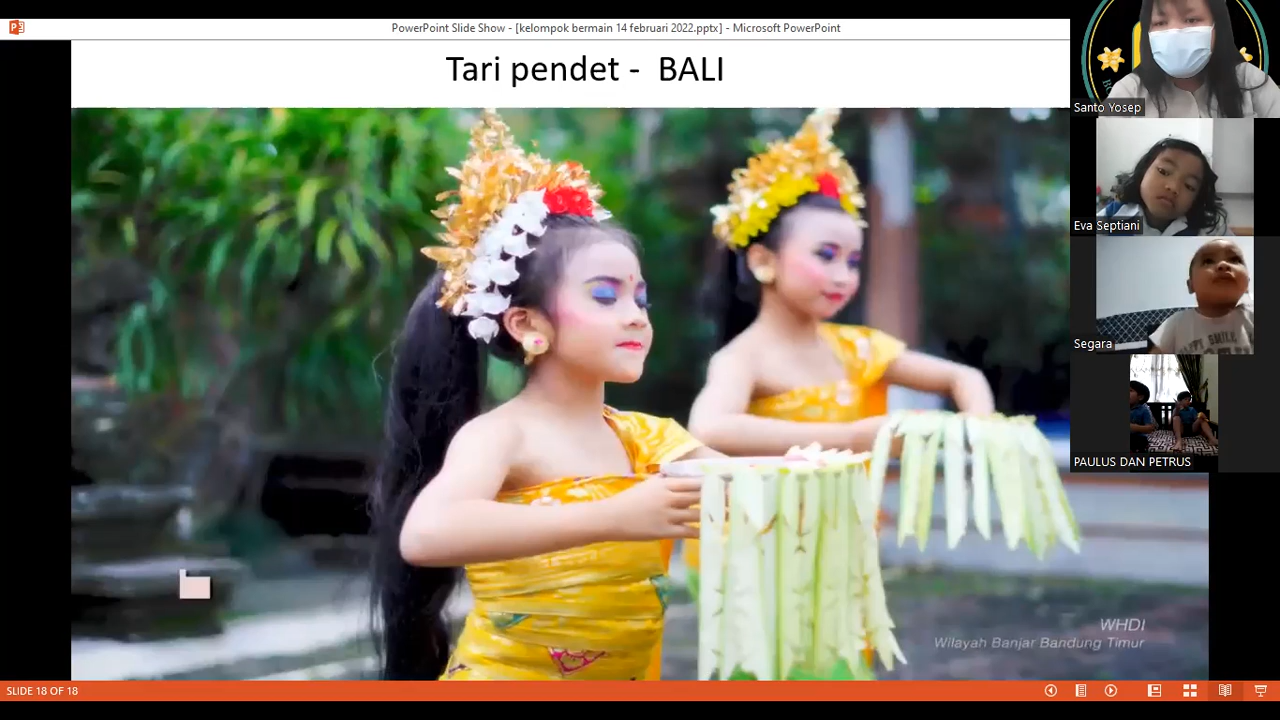 PowerPoint Slide Show - [kelompok bermain 14 februari 2022.pptx] - Microsoft PowerPoint
Tari pendet - BALI
Santo Yosep
Eva Septiani
Segara
PAULUS DAN PETRUS
WHDI
Wilayah Banjar Bandung Timur
SLIDE 18 OF 18